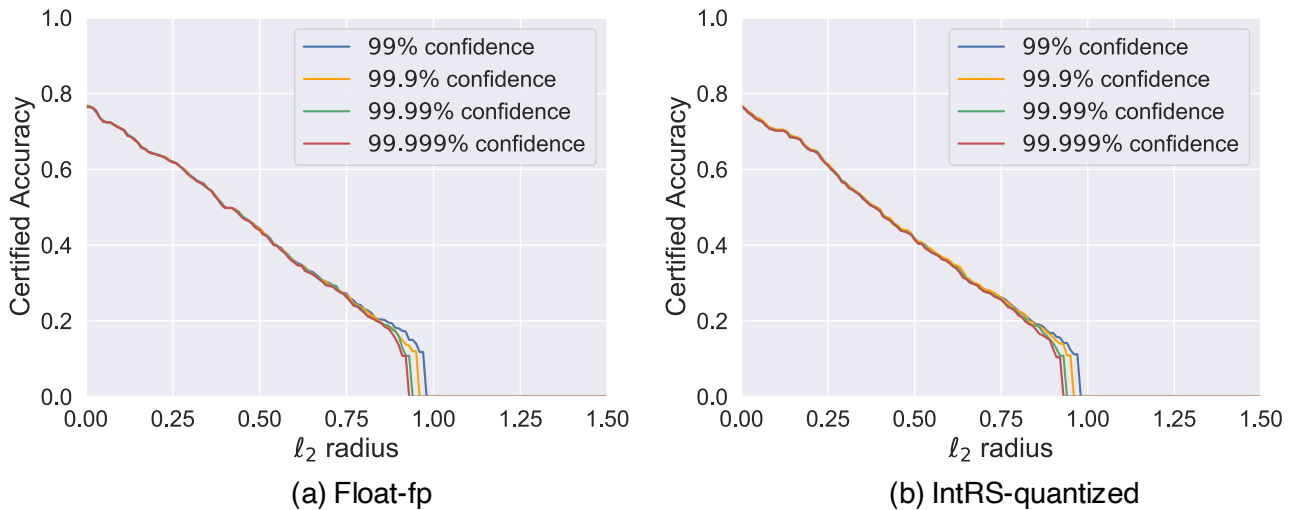 1.0
0.8
0.6
0.4
0.2
0.0
Certified Accuracy
99% confidence
99.9% confidence
99.99% confidence
99.999% confidence
0.00 0.25 0.50 0.75 1.00 1.25 1.50
ℓ₂ radius
(a) Float-fp
1.0
0.8
0.6
0.4
0.2
0.0
Certified Accuracy
99% confidence
99.9% confidence
99.99% confidence
99.999% confidence
0.00 0.25 0.50 0.75 1.00 1.25 1.50
ℓ₂ radius
(b) IntRS-quantized